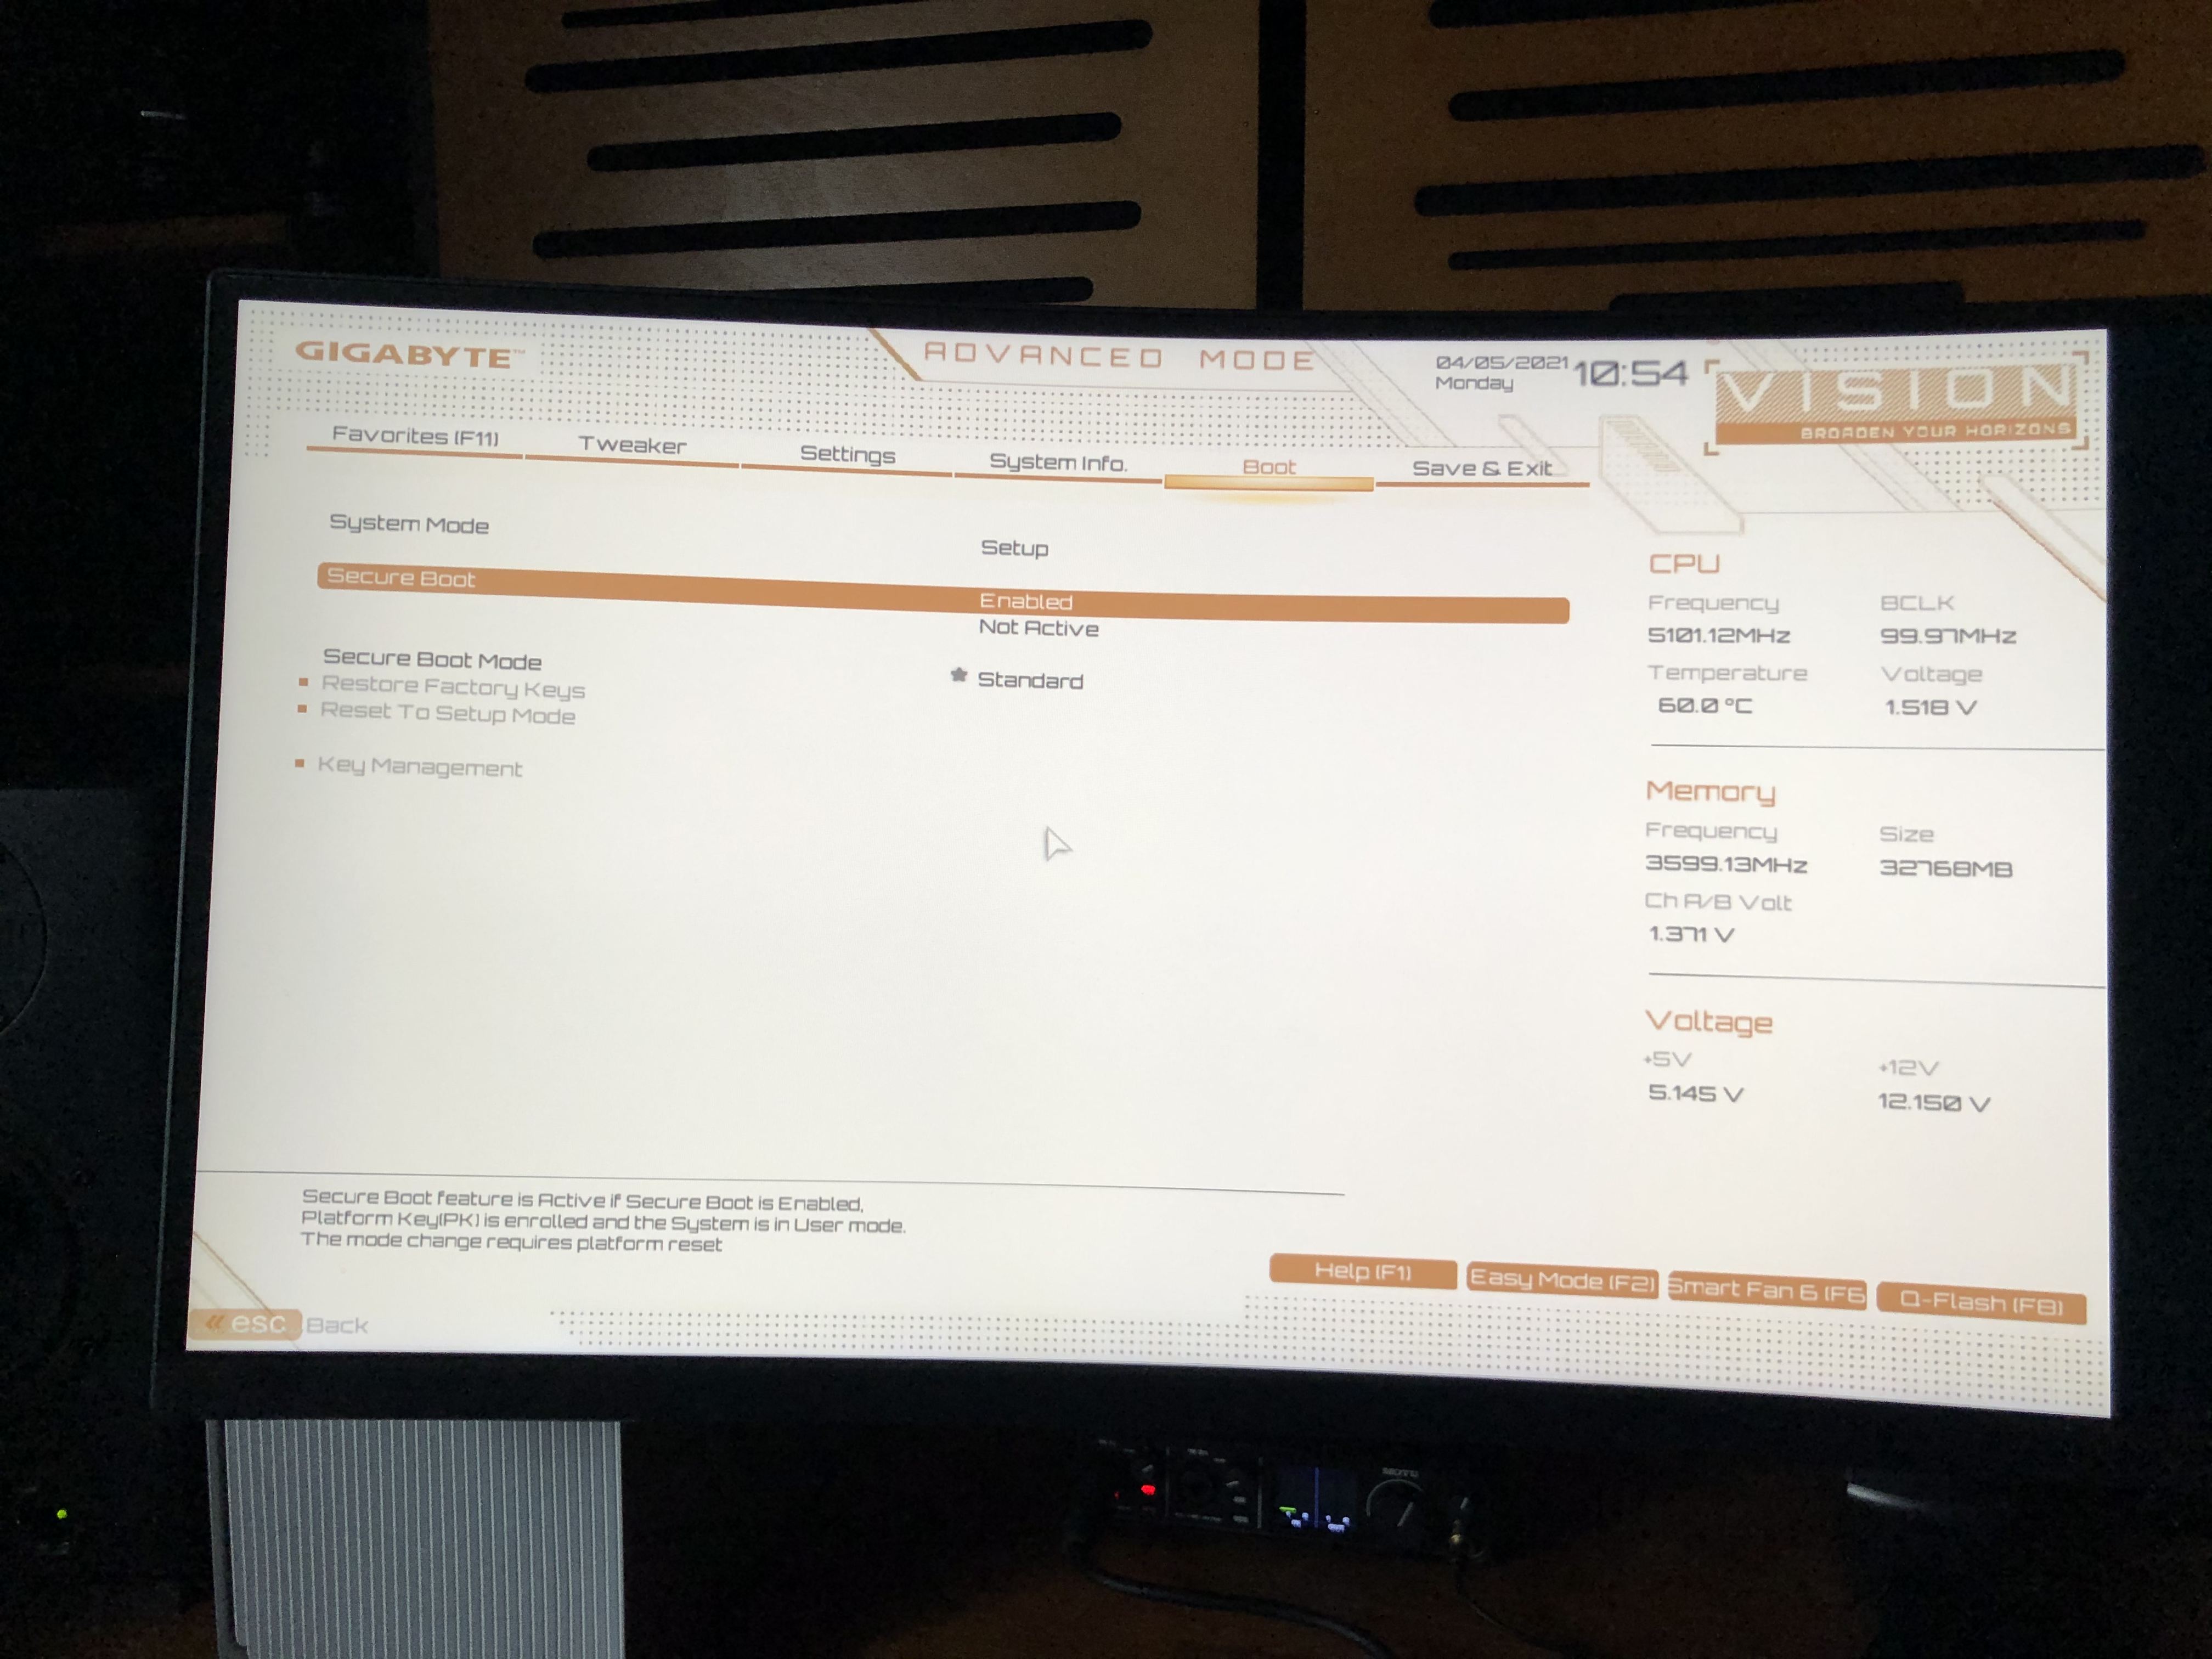 GIGABYTE™
ADVANCED MODE
04/05/2021
Monday
10:54
VISION
BROADEN YOUR HORIZONS
Favorites (F11)
Tweaker
Settings
System Info.
Boot
Save & Exit
System Mode
Setup
Secure Boot
Enabled
Not Active
Secure Boot Mode
Standard
Restore Factory Keys
Reset To Setup Mode
Key Management
CPU
Frequency BCLK
5101.12MHz 99.97MHz
Temperature Voltage
60.0 °C 1.518 V
Memory
Frequency Size
3599.13MHz 32768MB
Ch A/B Volt
1.371 V
Voltage
+5V +12V
5.145 V 12.150 V
Secure Boot feature is Active if Secure Boot is Enabled,
Platform Key(PK) is enrolled and the System is in User mode.
The mode change requires platform reset
Help (F1)
Easy Mode (F2)
Smart Fan 6 (F6
Q-Flash (F8)
esc Back